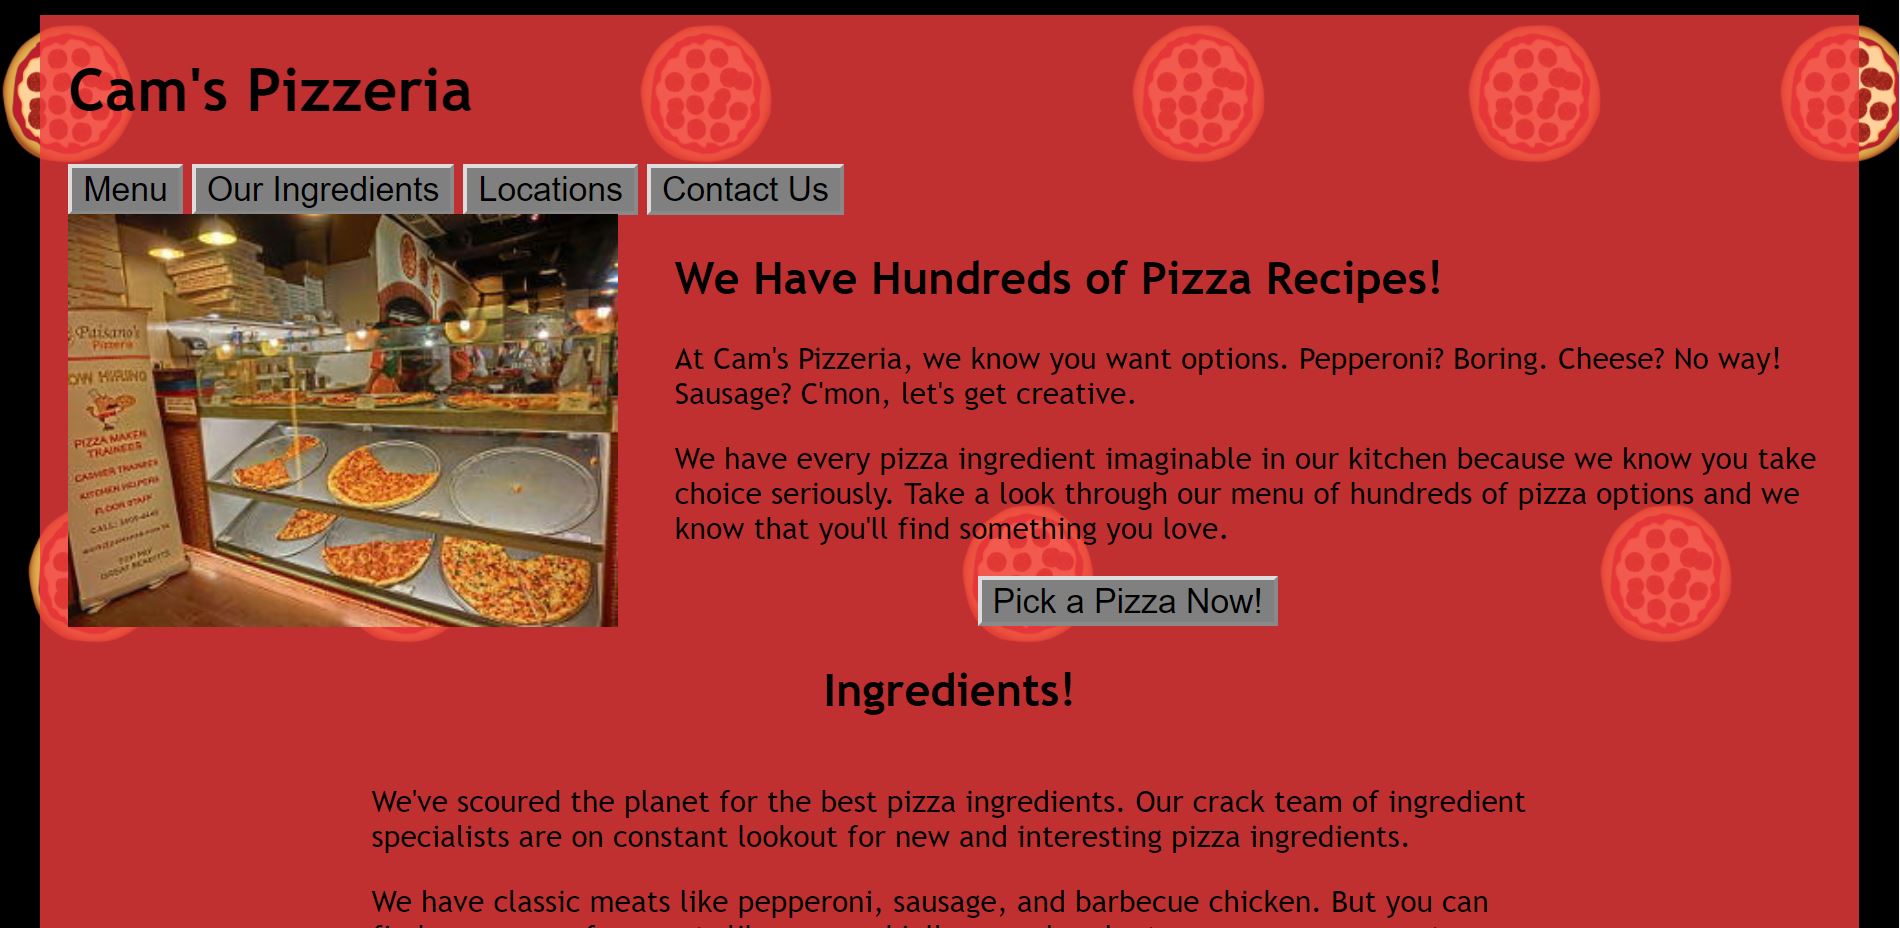 Cam's Pizzeria
Menu
Our Ingredients
Locations
Contact Us
Paisano's
Pizzeria
HIRING
PIZZA MAKER
TRAINEES
CASHIER TRAINEES
KITCHEN HELPERS
FLOOR STAFF
We Have Hundreds of Pizza Recipes!
At Cam's Pizzeria, we know you want options. Pepperoni? Boring. Cheese? No way!
Sausage? C'mon, let's get creative.
We have every pizza ingredient imaginable in our kitchen because we know you take
choice seriously. Take a look through our menu of hundreds of pizza options and we
know that you'll find something you love.
Pick a Pizza Now!
Ingredients!
We've scoured the planet for the best pizza ingredients. Our crack team of ingredient
specialists are on constant lookout for new and interesting pizza ingredients.
We have classic meats like pepperoni, sausage, and barbecue chicken. But you can